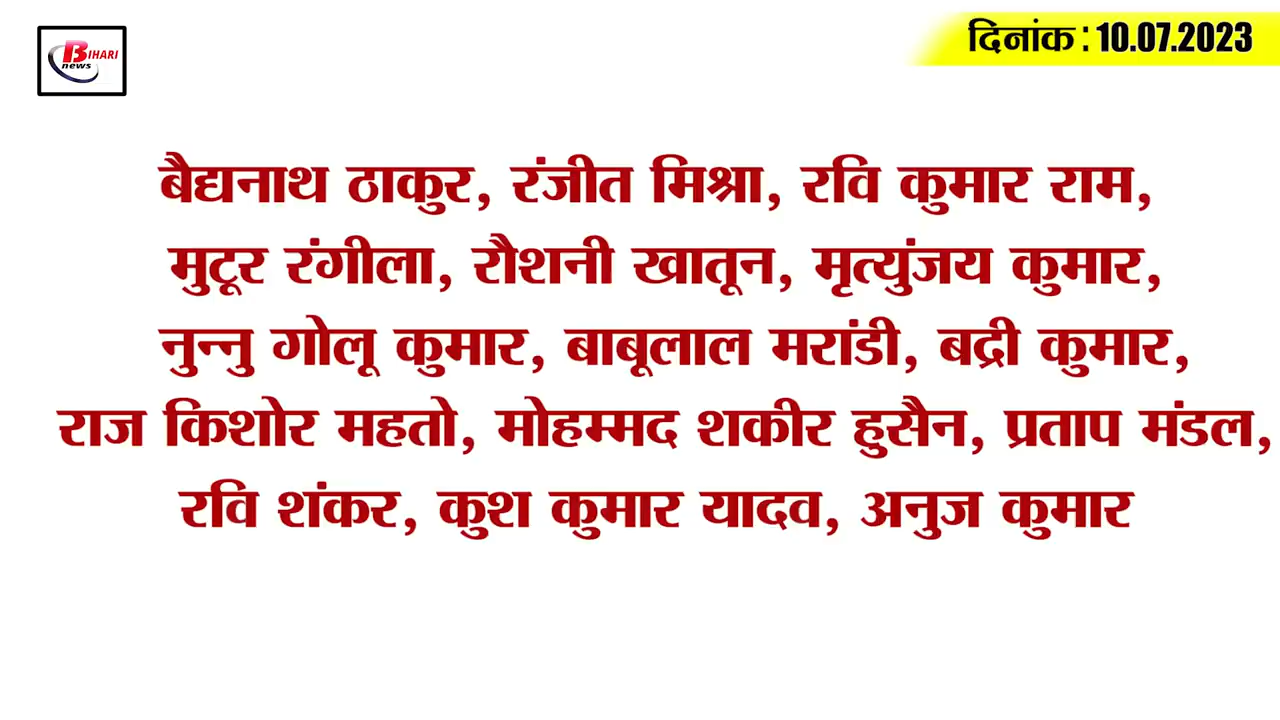 BIHARI
news
दिनांक : 10.07.2023
बैद्यनाथ ठाकुर, रंजीत मिश्रा, रवि कुमार राम,
मुटूर रंगीला, रौशनी खातून, मृत्युंजय कुमार,
नुन्नु गोलू कुमार, बाबूलाल मरांडी, बद्री कुमार,
राज किशोर महतो, मोहम्मद शकीर हुसैन, प्रताप मंडल,
रवि शंकर, कुश कुमार यादव, अनुज कुमार